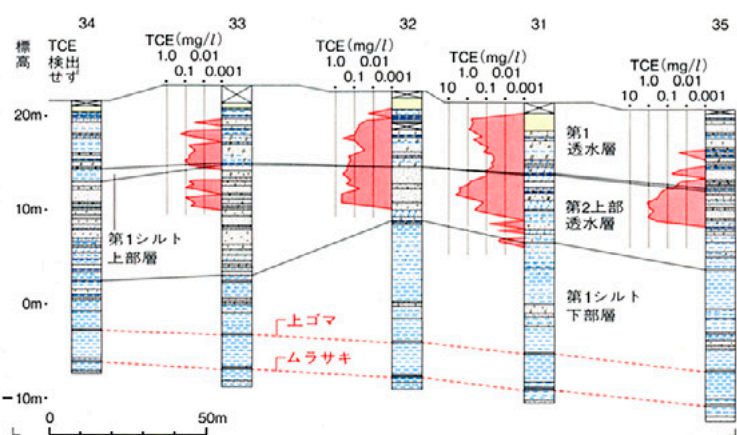 34
33
32
31
35
標高
TCE検出せず
TCE(mg/l)
1.0 0.01
0.1 0.001
TCE(mg/l)
1.0 0.01
0.1 0.001
TCE(mg/l)
1.0 0.01
10 0.1 0.001
TCE(mg/l)
1.0 0.01
10 0.1 0.001
20m
10m
0m
−10m
第1
透水層
第2上部
透水層
第1シルト
上部層
第1シルト
下部層
上ゴマ
ムラサキ
0 50m